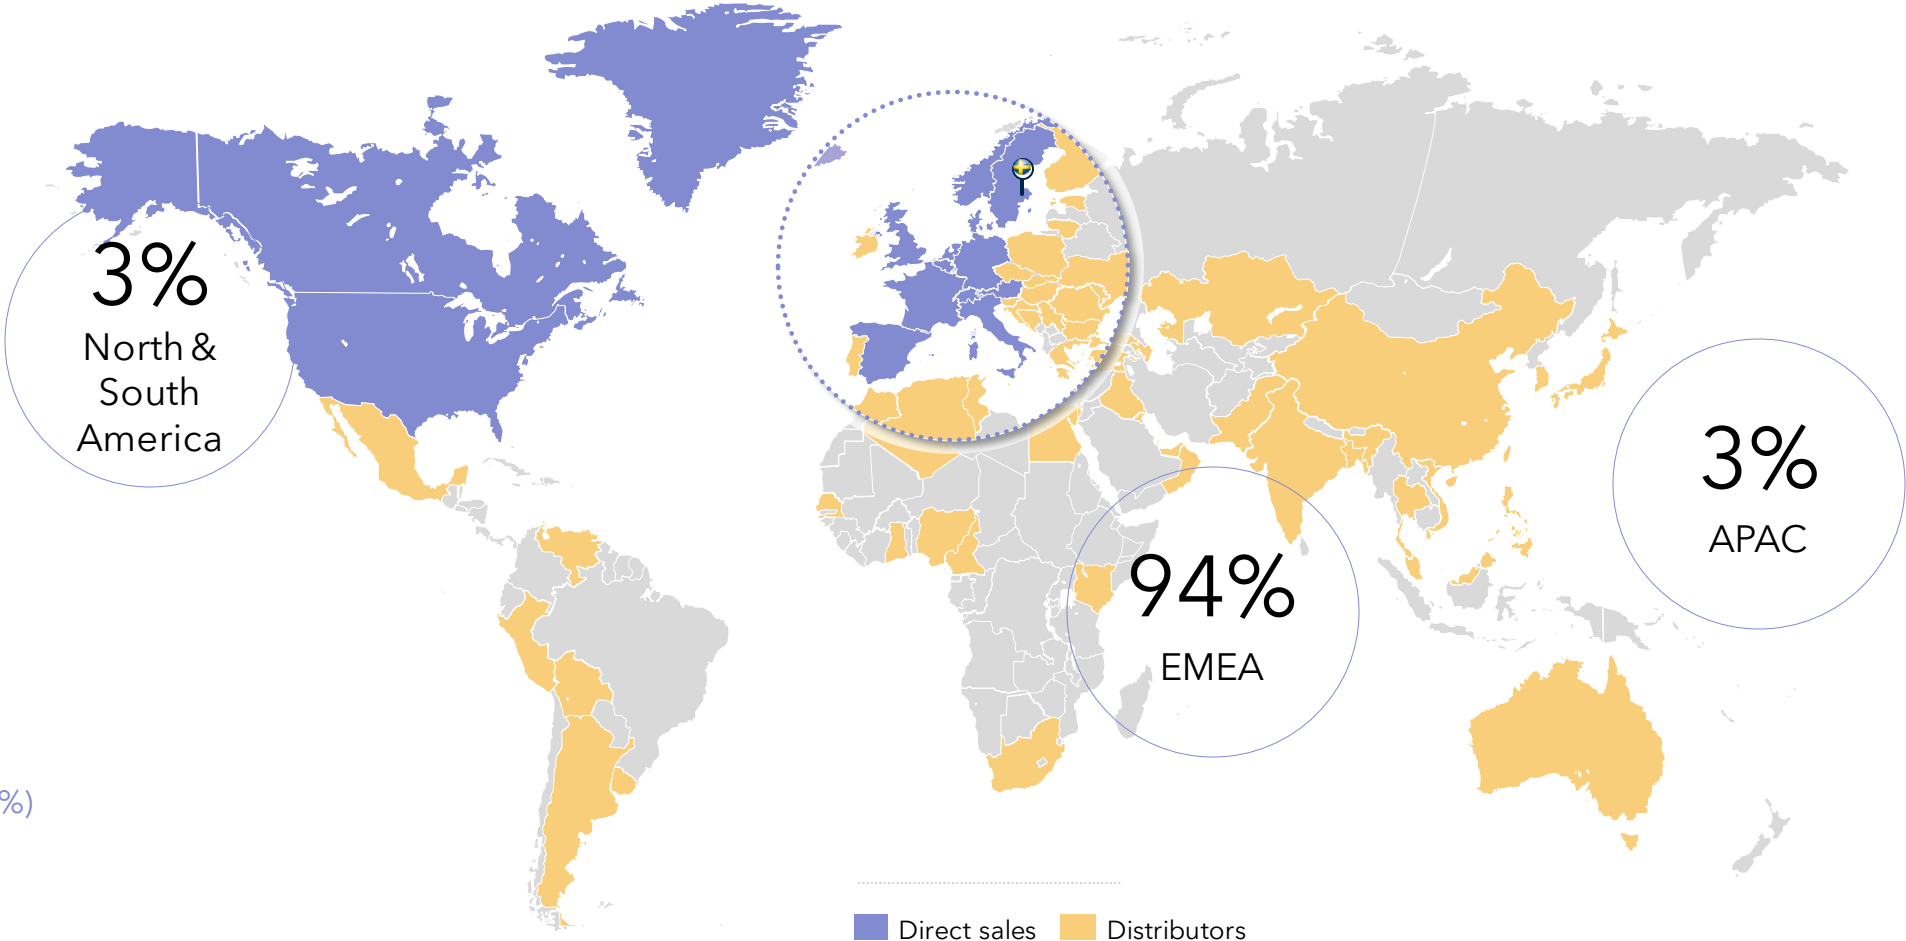 3%
North &
South
America
3%
APAC
94%
EMEA
%)
Direct sales
Distributors